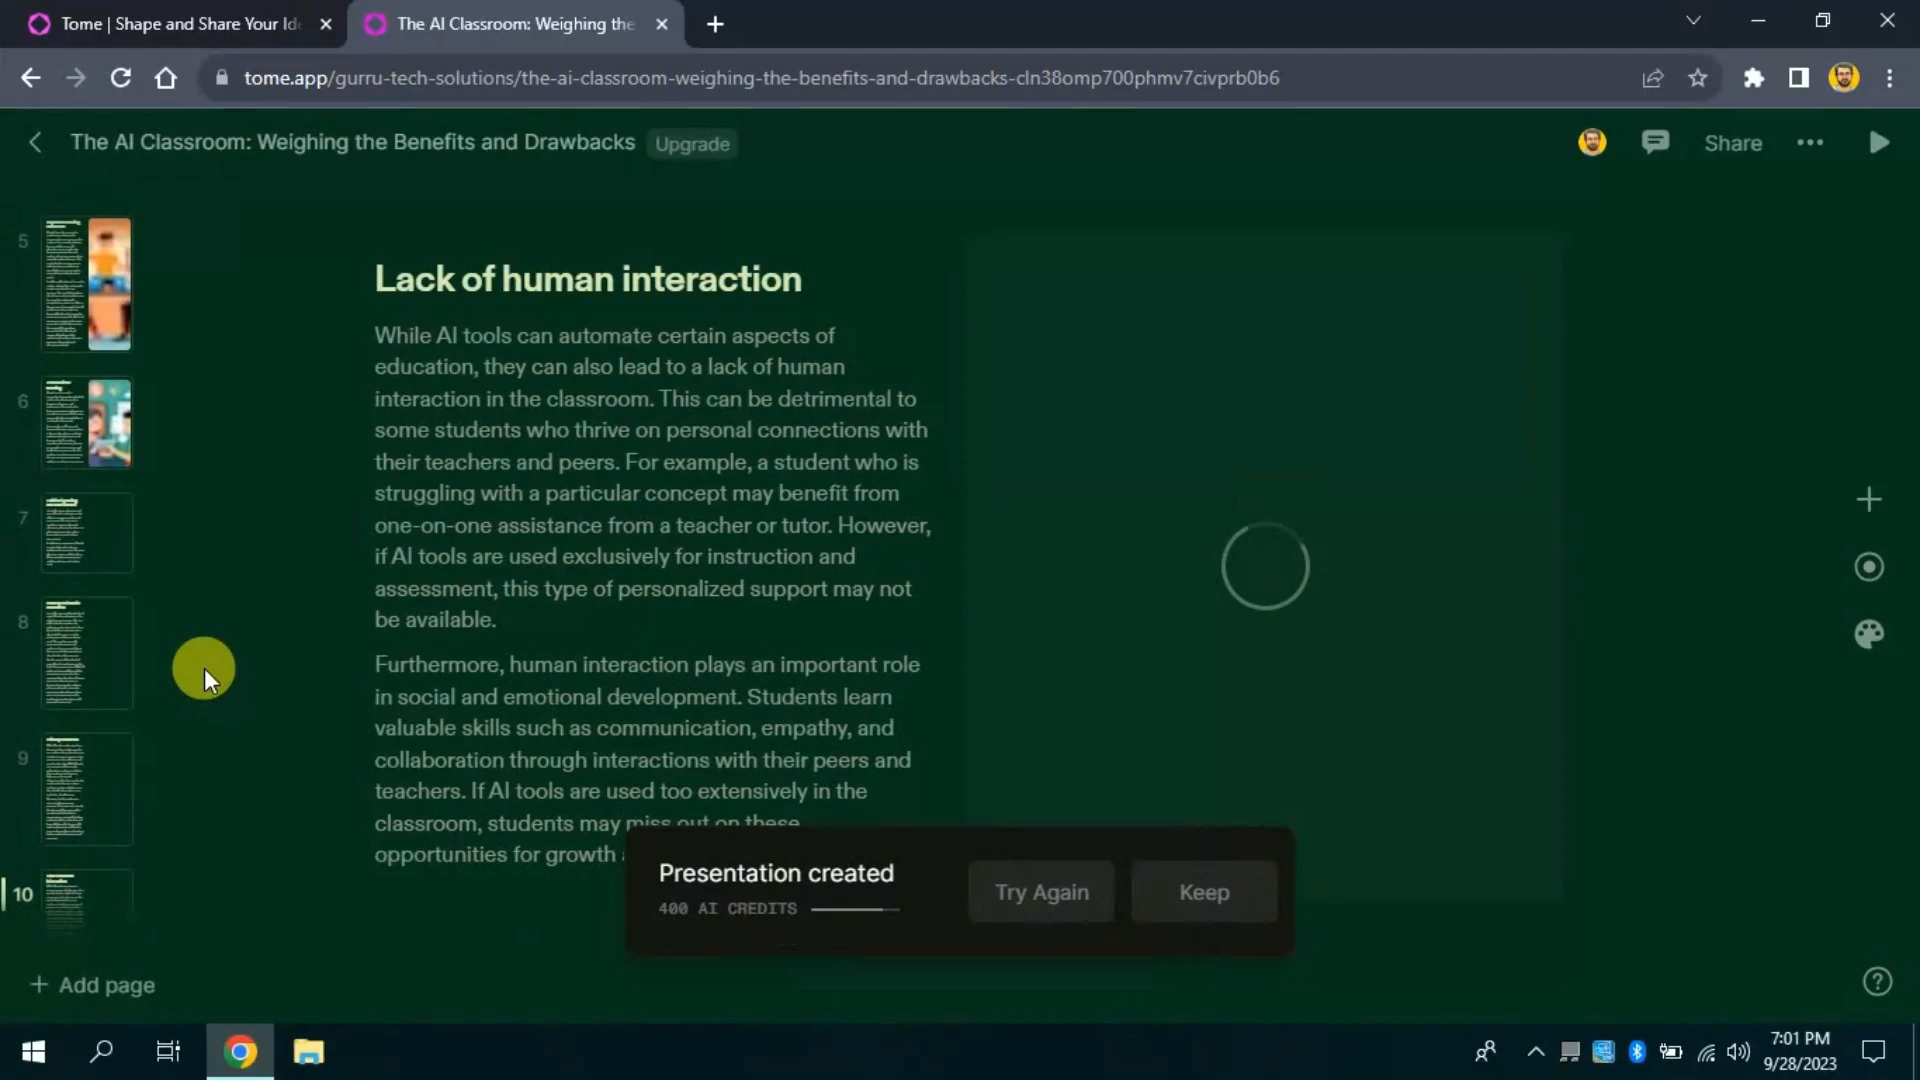 Tome | Shape and Share Your Id
The AI Classroom: Weighing the
tome.app/gurru-tech-solutions/the-ai-classroom-weighing-the-benefits-and-drawbacks-cln38omp700phmv7civprb0b6
The AI Classroom: Weighing the Benefits and Drawbacks
Upgrade
Share
5
6
7
8
9
10
Lack of human interaction
While AI tools can automate certain aspects of
education, they can also lead to a lack of human
interaction in the classroom. This can be detrimental to
some students who thrive on personal connections with
their teachers and peers. For example, a student who is
struggling with a particular concept may benefit from
one-on-one assistance from a teacher or tutor. However,
if AI tools are used exclusively for instruction and
assessment, this type of personalized support may not
be available.
Furthermore, human interaction plays an important role
in social and emotional development. Students learn
valuable skills such as communication, empathy, and
collaboration through interactions with their peers and
teachers. If AI tools are used too extensively in the
classroom, students may miss out on these
opportunities for growth
Presentation created
400 AI CREDITS
Try Again
Keep
+ Add page
7:01 PM
9/28/2023